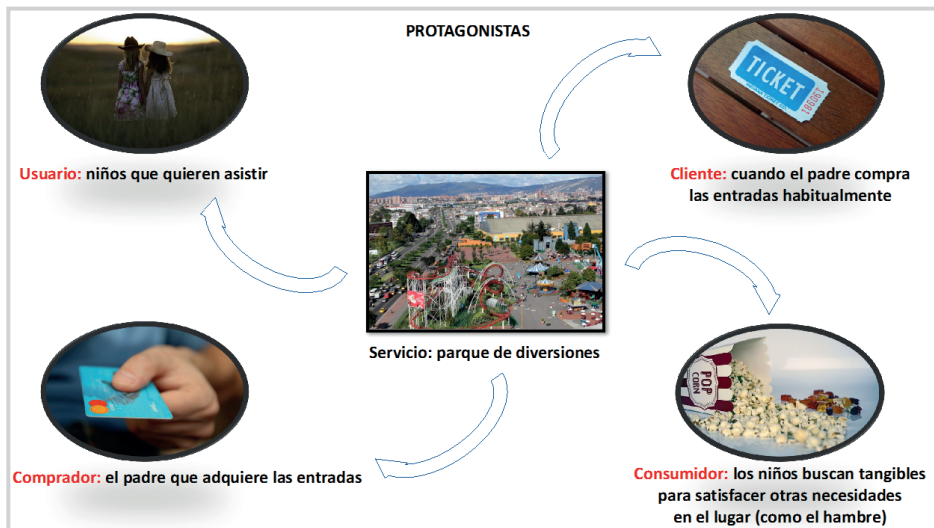 PROTAGONISTAS
Usuario: niños que quieren asistir
TICKET
186081
Cliente: cuando el padre compra
las entradas habitualmente
Servicio: parque de diversiones
Comprador: el padre que adquiere las entradas
POP
CORN
Consumidor: los niños buscan tangibles
para satisfacer otras necesidades
en el lugar (como el hambre)